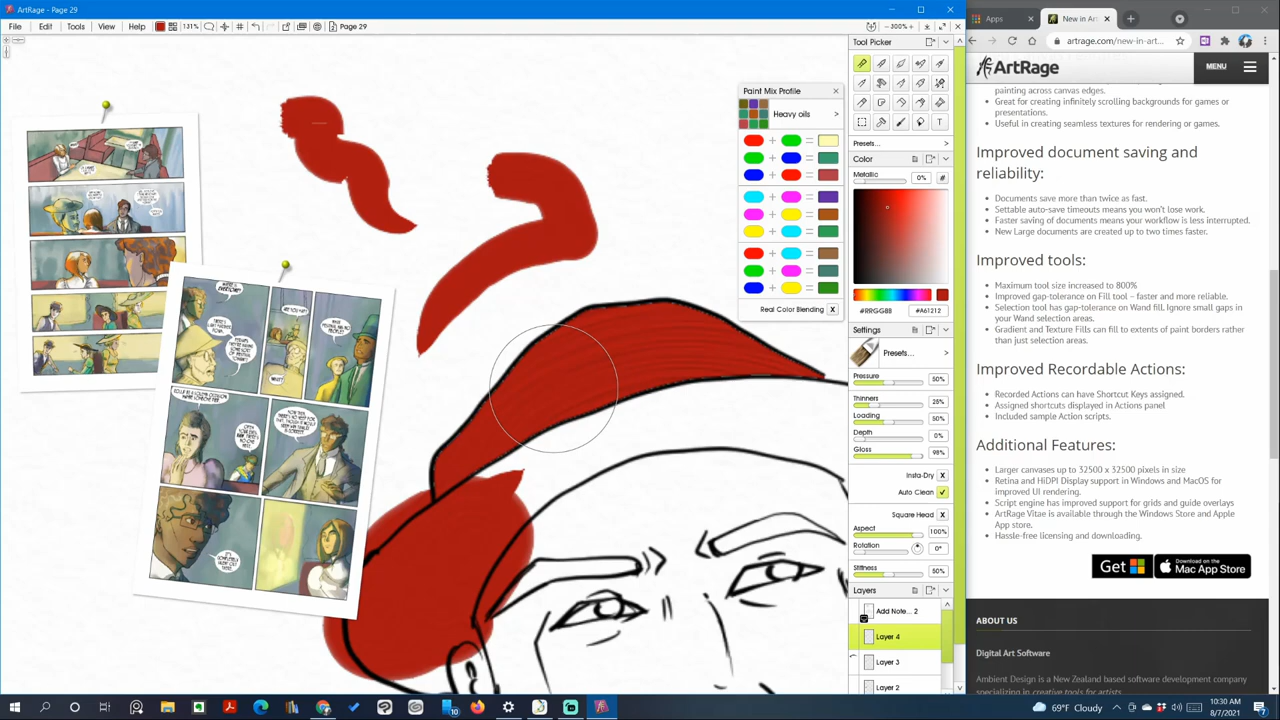 ArtRage - Page 29
File Edit Tools View Help
131%
Page 29
300%
Tool Picker
Presets...
Color
Metallic
0%
#RRGGBB
#A61212
Settings
Presets...
Pressure
50%
Thinners
25%
Loading
50%
Depth
0%
Gloss
98%
Insta-Dry X
Auto Clean
Square Head X
Aspect
100%
Rotation
0°
Stiffness
50%
Layers
Add Note... 2
Layer 4
Layer 3
Layer 2
Paint Mix Profile
Heavy oils
Real Color Blending X
Apps
New in Art
artrage.com/new-in-art...
ArtRage
MENU
painting across canvas edges.
Great for creating infinitely scrolling backgrounds for games or
presentations.
Useful in creating seamless textures for rendering or games.
Improved document saving and
reliability:
Documents save more than twice as fast.
Settable auto-save timeouts means you won't lose work.
Faster saving of documents means your workflow is less interrupted.
New Large documents are created up to two times faster.
Improved tools:
Maximum tool size increased to 800%
Improved gap-tolerance on Fill tool – faster and more reliable.
Selection tool has gap-tolerance on Wand fill. Ignore small gaps in
your Wand selection areas.
Gradient and Texture Fills can fill to extents of paint borders rather
than just selection areas.
Improved Recordable Actions:
Recorded Actions can have Shortcut Keys assigned.
Assigned shortcuts displayed in Actions panel
Included sample Action scripts.
Additional Features:
Larger canvases up to 32500 x 32500 pixels in size
Retina and HiDPI Display support in Windows and MacOS for
improved UI rendering.
Script engine has improved support for grids and guide overlays
ArtRage Vitae is available through the Windows Store and Apple
App store.
Hassle-free licensing and downloading.
Get
Download on the
Mac App Store
ABOUT US
Digital Art Software
Ambient Design is a New Zealand based software development company
specializing in creative tools for artists.
69°F Cloudy
10:30 AM
8/7/2021